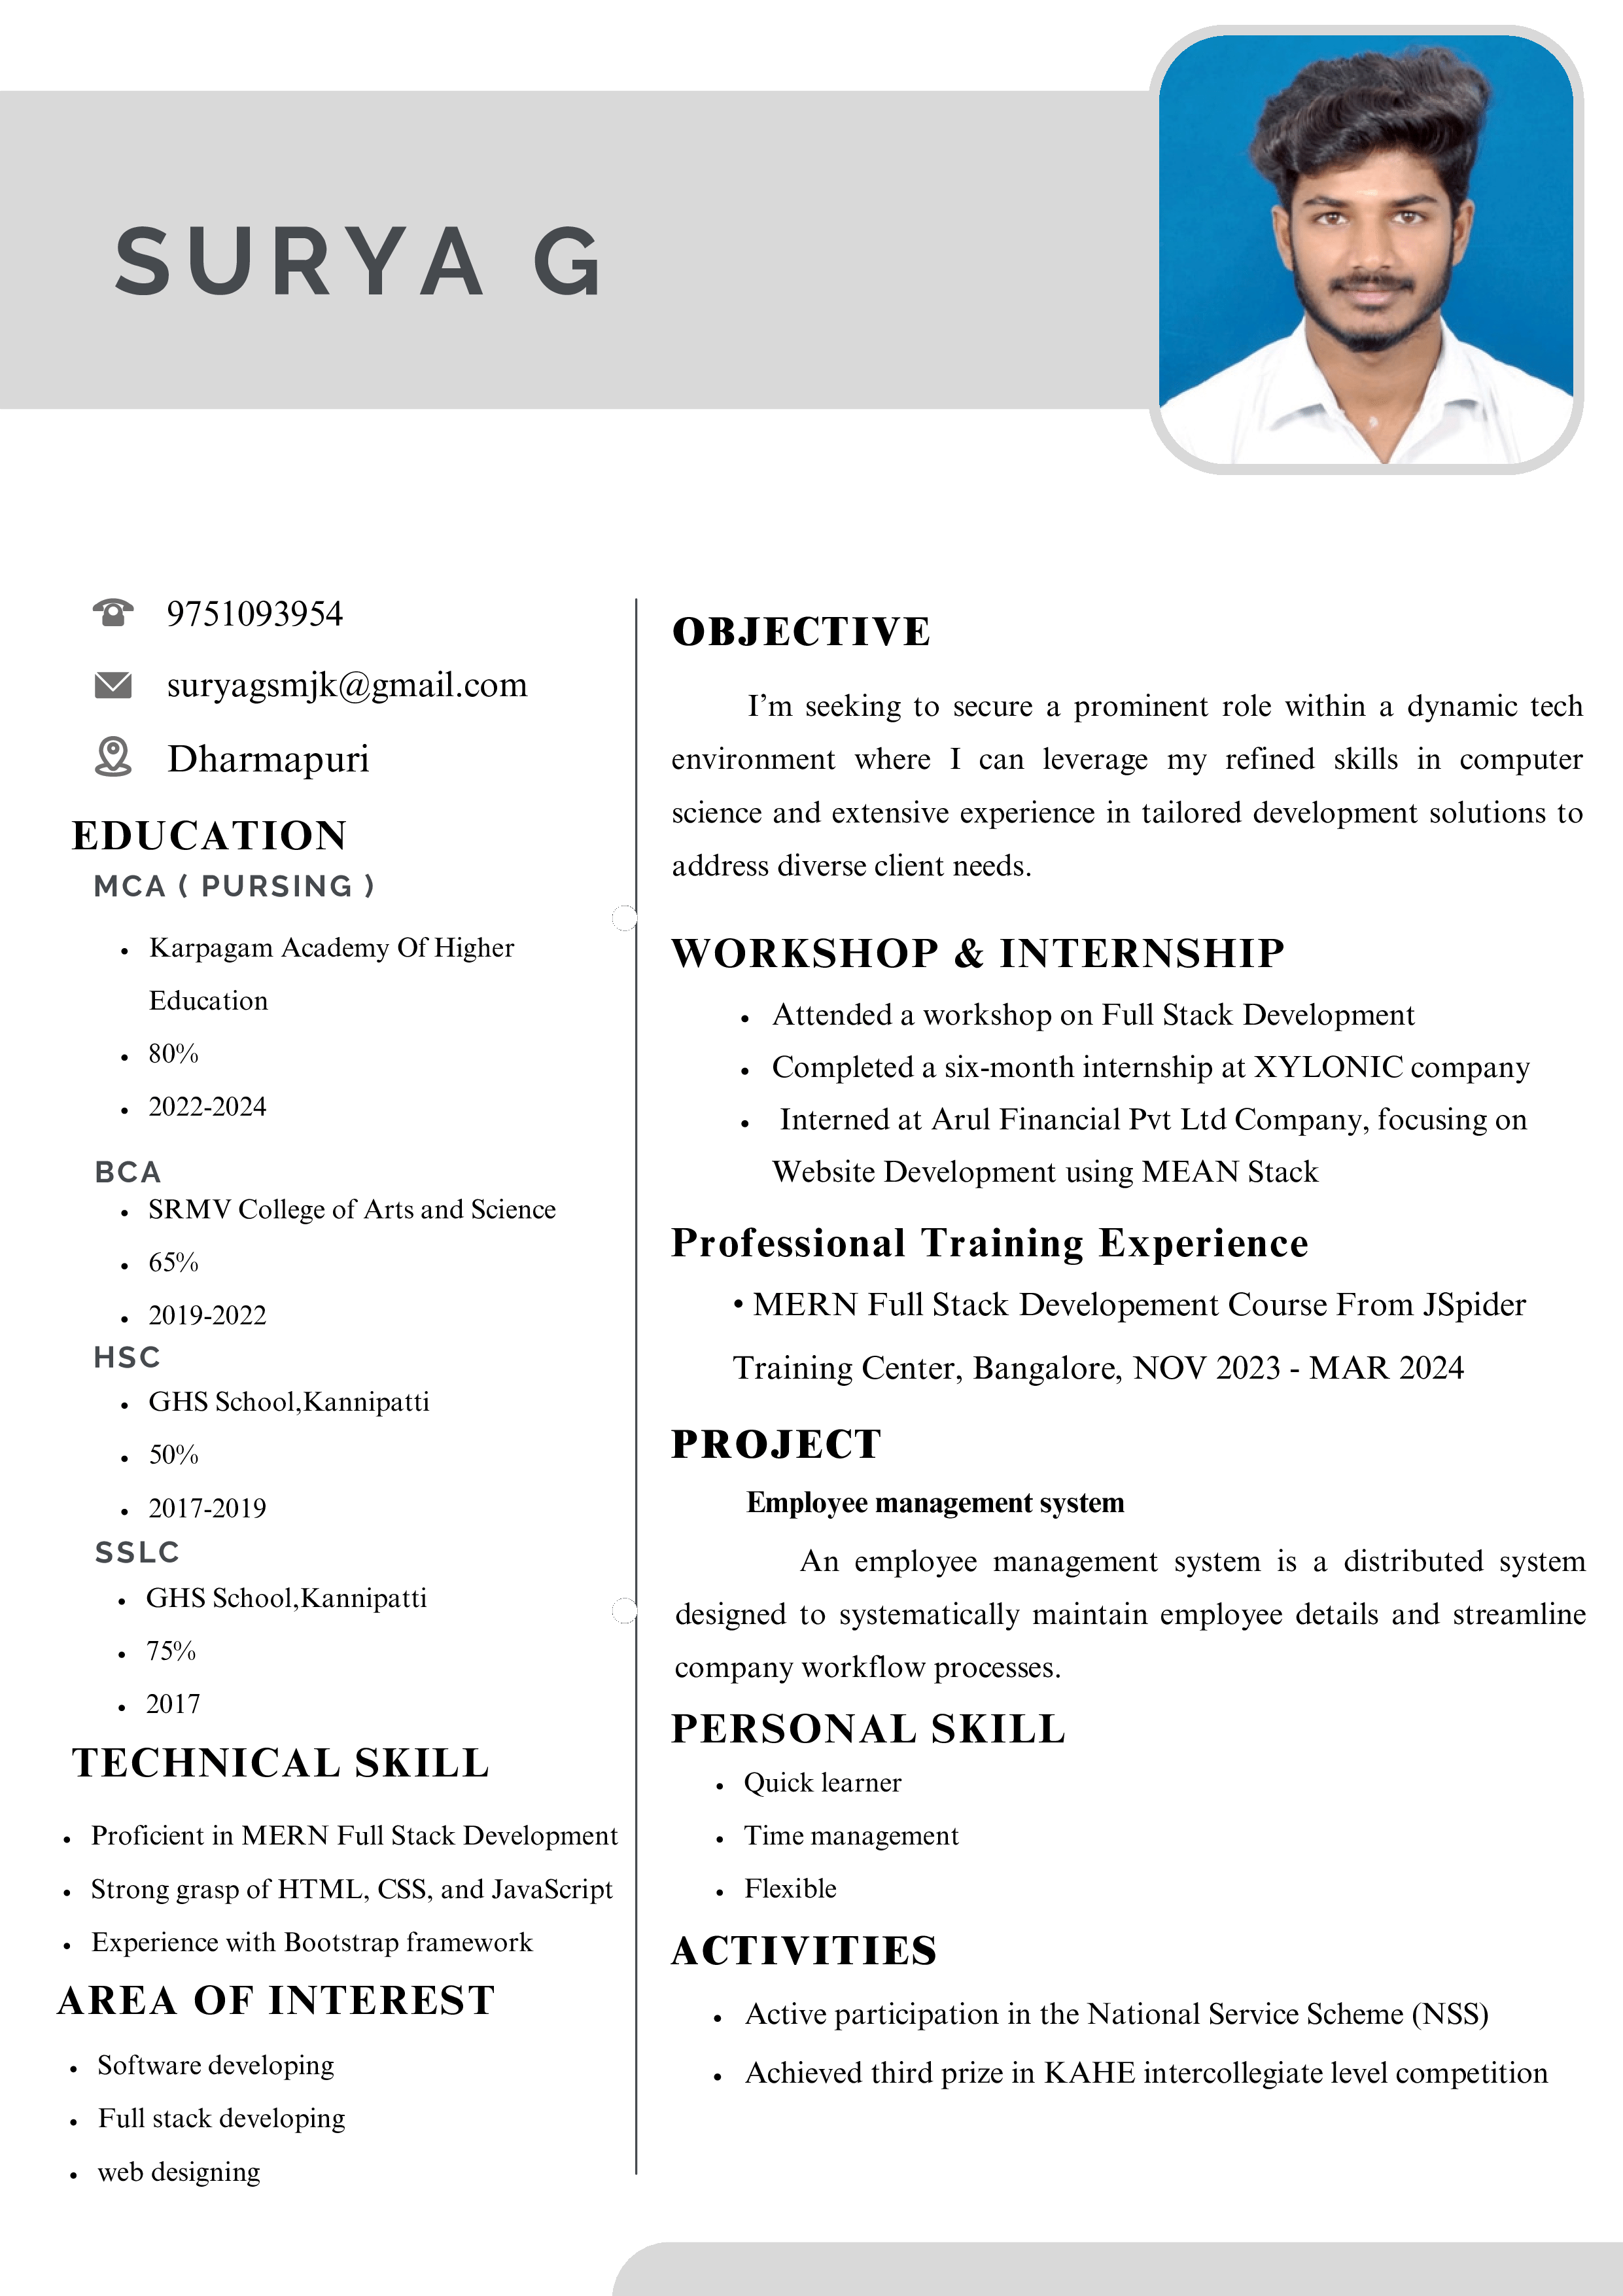 SURYA G
9751093954
suryagsmjk@gmail.com
Dharmapuri
EDUCATION
MCA ( PURSING )
• Karpagam Academy Of Higher
Education
• 80%
• 2022-2024
BCA
• SRMV College of Arts and Science
• 65%
• 2019-2022
HSC
• GHS School,Kannipatti
• 50%
• 2017-2019
SSLC
• GHS School,Kannipatti
• 75%
• 2017
TECHNICAL SKILL
• Proficient in MERN Full Stack Development
• Strong grasp of HTML, CSS, and JavaScript
• Experience with Bootstrap framework
AREA OF INTEREST
• Software developing
• Full stack developing
• web designing
OBJECTIVE
I’m seeking to secure a prominent role within a dynamic tech
environment where I can leverage my refined skills in computer
science and extensive experience in tailored development solutions to
address diverse client needs.
WORKSHOP & INTERNSHIP
• Attended a workshop on Full Stack Development
• Completed a six-month internship at XYLONIC company
• Interned at Arul Financial Pvt Ltd Company, focusing on
Website Development using MEAN Stack
Professional Training Experience
• MERN Full Stack Developement Course From JSpider
Training Center, Bangalore, NOV 2023 - MAR 2024
PROJECT
Employee management system
An employee management system is a distributed system
designed to systematically maintain employee details and streamline
company workflow processes.
PERSONAL SKILL
• Quick learner
• Time management
• Flexible
ACTIVITIES
• Active participation in the National Service Scheme (NSS)
• Achieved third prize in KAHE intercollegiate level competition